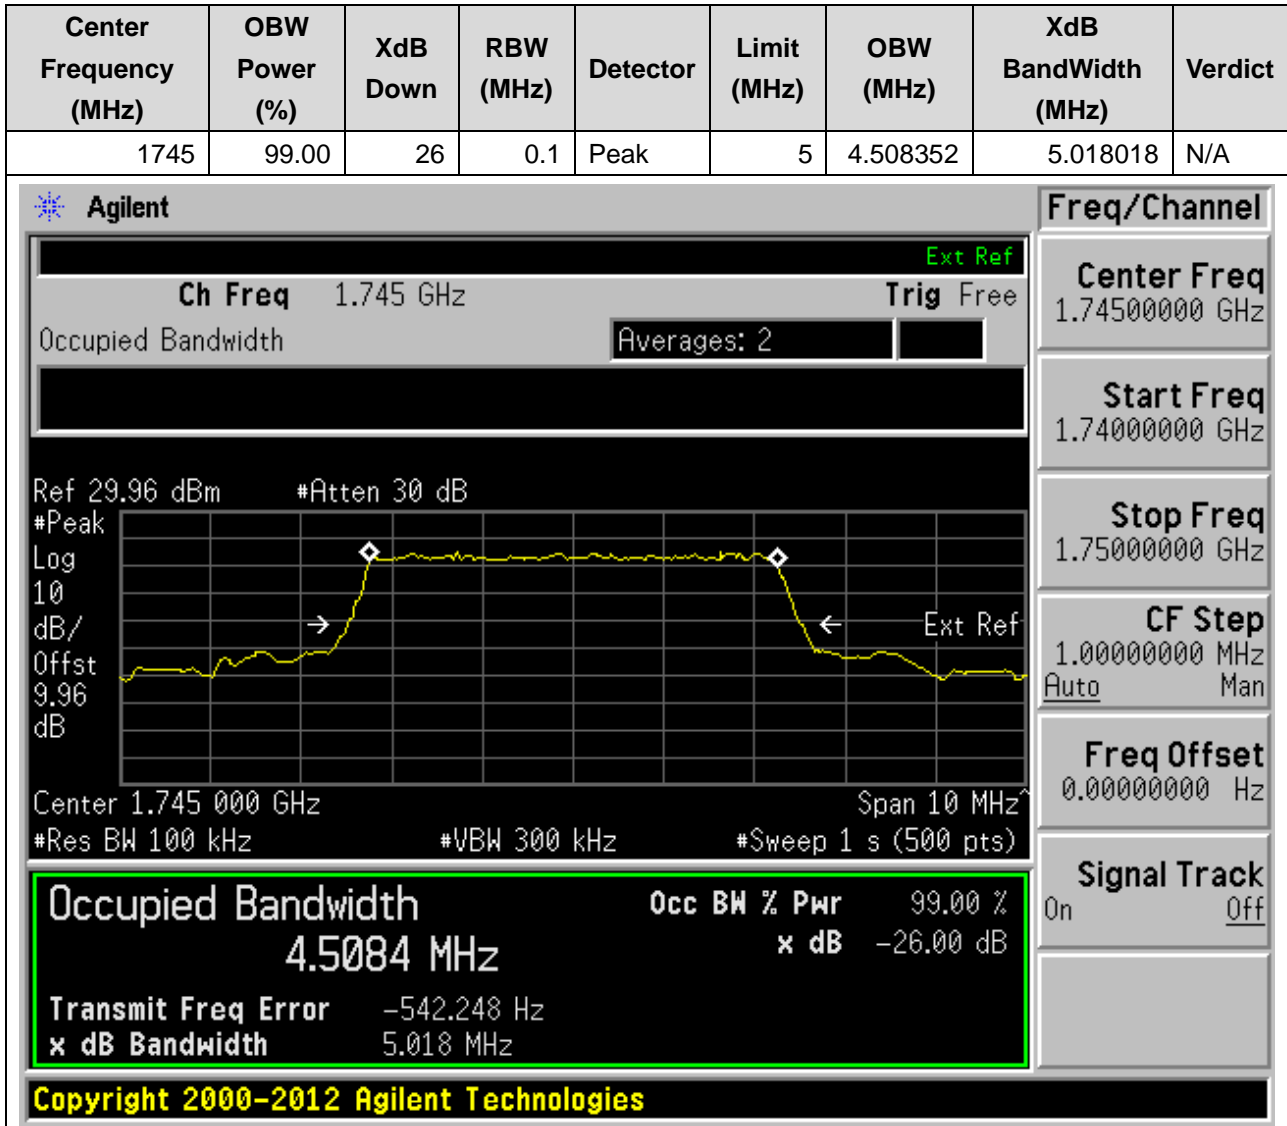 Center Frequency (MHz) OBW Power (%) XdB Down RBW (MHz) Detector Limit (MHz) OBW (MHz) XdB BandWidth (MHz) Verdict
1745 99.00 26 0.1 Peak 5 4.508352 5.018018 N/A
Agilent Freq/Channel
Ext Ref
Ch Freq 1.745 GHz Trig Free
Occupied Bandwidth Averages: 2
Center Freq
1.74500000 GHz
Start Freq
1.74000000 GHz
Stop Freq
1.75000000 GHz
CF Step
1.00000000 MHz
Auto Man
Freq Offset
0.00000000 Hz
Signal Track
On Off
Ref 29.96 dBm #Atten 30 dB
#Peak
Log
10
dB/
Offst
9.96
dB
Ext Ref
Center 1.745 000 GHz Span 10 MHz^
#Res BW 100 kHz #VBW 300 kHz #Sweep 1 s (500 pts)
Occupied Bandwidth Occ BW % Pwr 99.00 %
4.5084 MHz x dB -26.00 dB
Transmit Freq Error -542.248 Hz
x dB Bandwidth 5.018 MHz
Copyright 2000-2012 Agilent Technologies